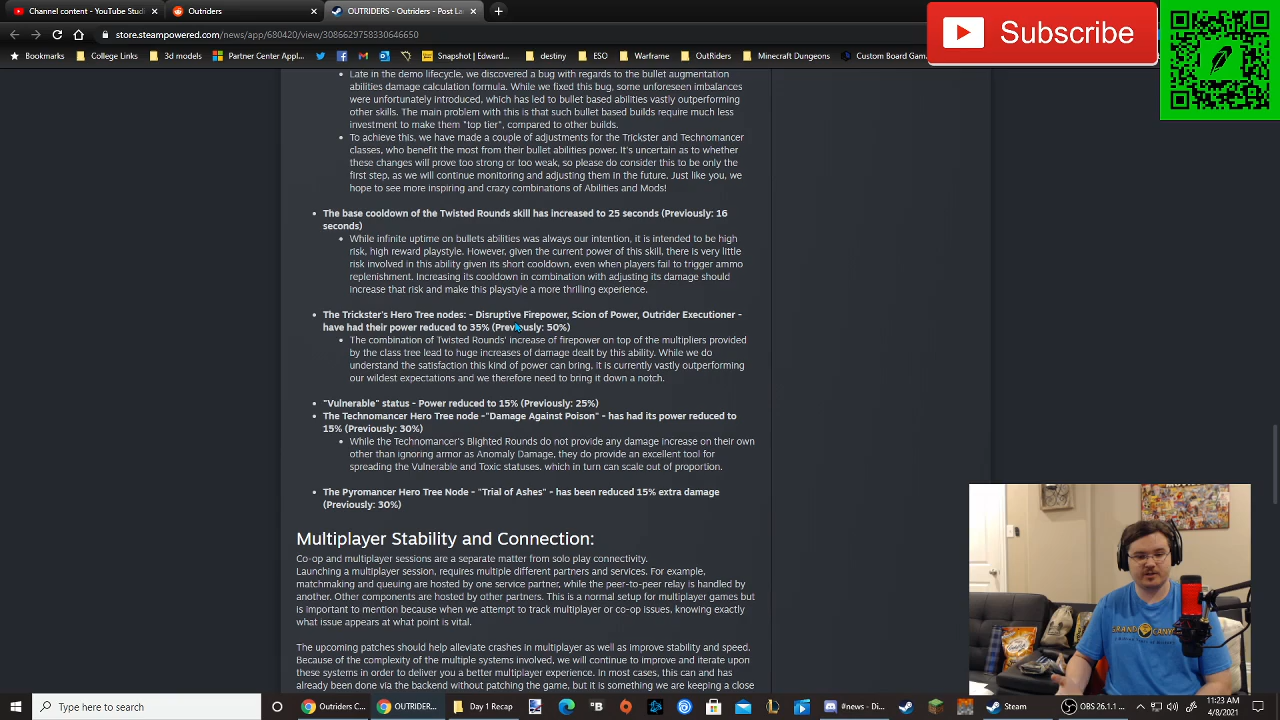 Channel content - YouTube S
Outriders
OUTRIDERS - Outriders - Post La
store.steampowered.com/news/app/680420/view/3086629758330646650
Bookmarks
College Links
3d models
Partner Center App...
Snapshot | Edward...
destiny
ESO
Warframe
OutRiders
Minecraft Dungeons
Custom Board Gam
Subscribe
• Late in the demo lifecycle, we discovered a bug with regards to the bullet augmentation
abilities damage calculation formula. While we fixed this bug, some unforeseen imbalances
were unfortunately introduced, which has led to bullet based abilities vastly outperforming
other skills. The main problem with this is that such bullet based builds require much less
investment to make them "top tier", compared to other builds.
• To achieve this, we have made a couple of adjustments for the Trickster and Technomancer
classes, who benefit the most from their bullet abilities power. It's uncertain as to whether
these changes will prove too strong or too weak, so please do consider this to be only the
first step, as we will continue monitoring and adjusting them in the future. Just like you, we
hope to see more inspiring and crazy combinations of Abilities and Mods!
• The base cooldown of the Twisted Rounds skill has increased to 25 seconds (Previously: 16
seconds)
• While infinite uptime on bullets abilities was always our intention, it is intended to be high
risk, high reward playstyle. However, given the current power of this skill, there is very little
risk involved in this ability given its short cooldown, even when players fail to trigger ammo
replenishment. Increasing its cooldown in combination with adjusting its damage should
increase that risk and make this playstyle a more thrilling experience.
• The Trickster's Hero Tree nodes: - Disruptive Firepower, Scion of Power, Outrider Executioner -
have had their power reduced to 35% (Previously: 50%)
• The combination of Twisted Rounds' increase of firepower on top of the multipliers provided
by the class tree lead to huge increases of damage dealt by this ability. While we do
understand the satisfaction this kind of power can bring, it is currently vastly outperforming
our wildest expectations and we therefore need to bring it down a notch.
• "Vulnerable" status - Power reduced to 15% (Previously: 25%)
• The Technomancer Hero Tree node -"Damage Against Poison" - has had its power reduced to
15% (Previously: 30%)
• While the Technomancer's Blighted Rounds do not provide any damage increase on their own
other than ignoring armor as Anomaly Damage, they do provide an excellent tool for
spreading the Vulnerable and Toxic statuses, which in turn can scale out of proportion.
• The Pyromancer Hero Tree Node - "Trial of Ashes" - has been reduced 15% extra damage
(Previously: 30%)
Multiplayer Stability and Connection:
Co-op and multiplayer sessions are a separate matter from solo play connectivity.
Launching a multiplayer session, requires multiple different partners and services. For example,
matchmaking and queuing are hosted by one service partner, while the peer-to-peer relay is handled by
another. Other components are hosted by other partners. This is a normal setup for multiplayer games but
is important to mention because when we attempt to track multiplayer or co-op issues, knowing exactly
what issue appears at what point is vital.
The upcoming patches should help alleviate crashes in multiplayer as well as improve stability and speed.
Because of the complexity of the multiple systems involved, we will continue to improve and iterate upon
these systems in order to deliver you a better multiplayer experience. In most cases, this can and has
already been done via the backend without patching the game, but it is something we are keeping a close
GRAND CANYON
Type here to search
Outriders C...
OUTRIDER...
Day 1 Recap
#news - Di...
Steam
OBS 26.1.1 ...
11:23 AM
4/8/2021